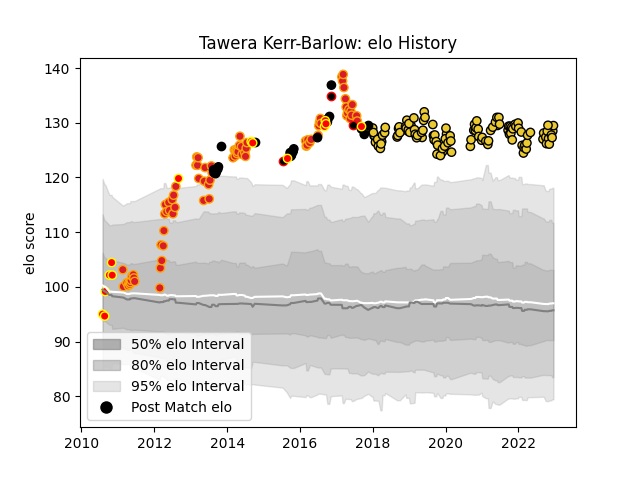 Tawera Kerr-Barlow: elo History
140
130
120
110
100
90
80
elo score
50% elo Interval
80% elo Interval
95% elo Interval
Post Match elo
2010 2012 2014 2016 2018 2020 2022